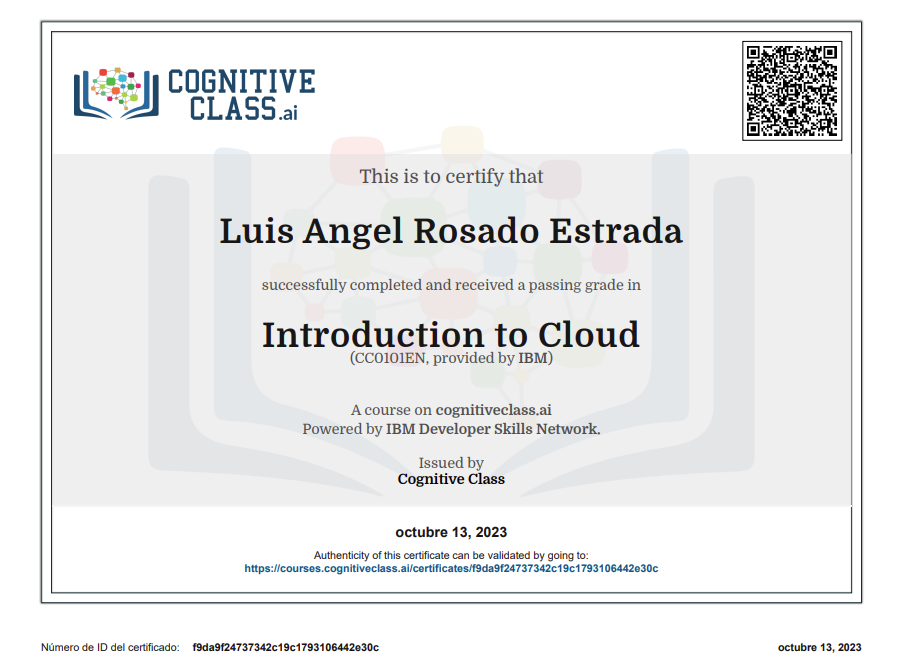 COGNITIVE
CLASS.ai
This is to certify that
Luis Angel Rosado Estrada
successfully completed and received a passing grade in
Introduction to Cloud
(CC0101EN, provided by IBM)
A course on cognitiveclass.ai
Powered by IBM Developer Skills Network.
Issued by
Cognitive Class
octubre 13, 2023
Authenticity of this certificate can be validated by going to:
https://courses.cognitiveclass.ai/certificates/f9da9f24737342c19c1793106442e30c
Número de ID del certificado: f9da9f24737342c19c1793106442e30c
octubre 13, 2023